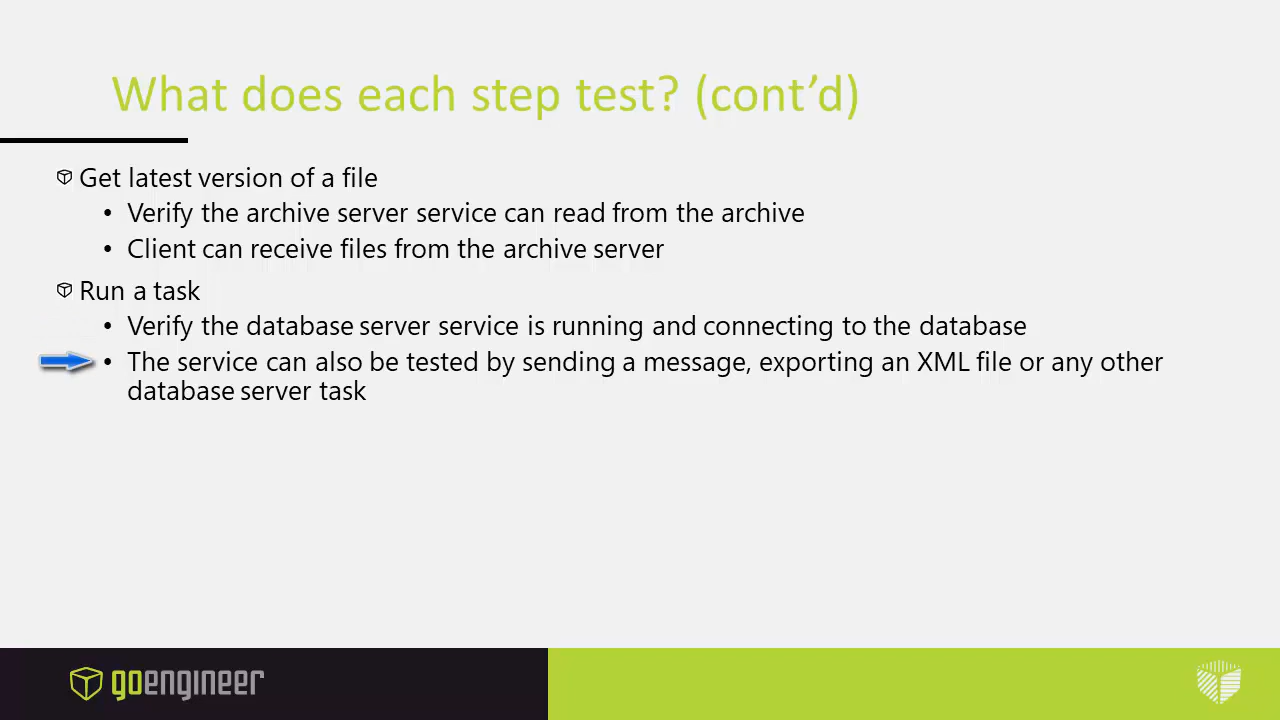 What does each step test? (cont’d)
Get latest version of a file
• Verify the archive server service can read from the archive
• Client can receive files from the archive server
Run a task
• Verify the database server service is running and connecting to the database
• The service can also be tested by sending a message, exporting an XML file or any other
database server task
goengineer